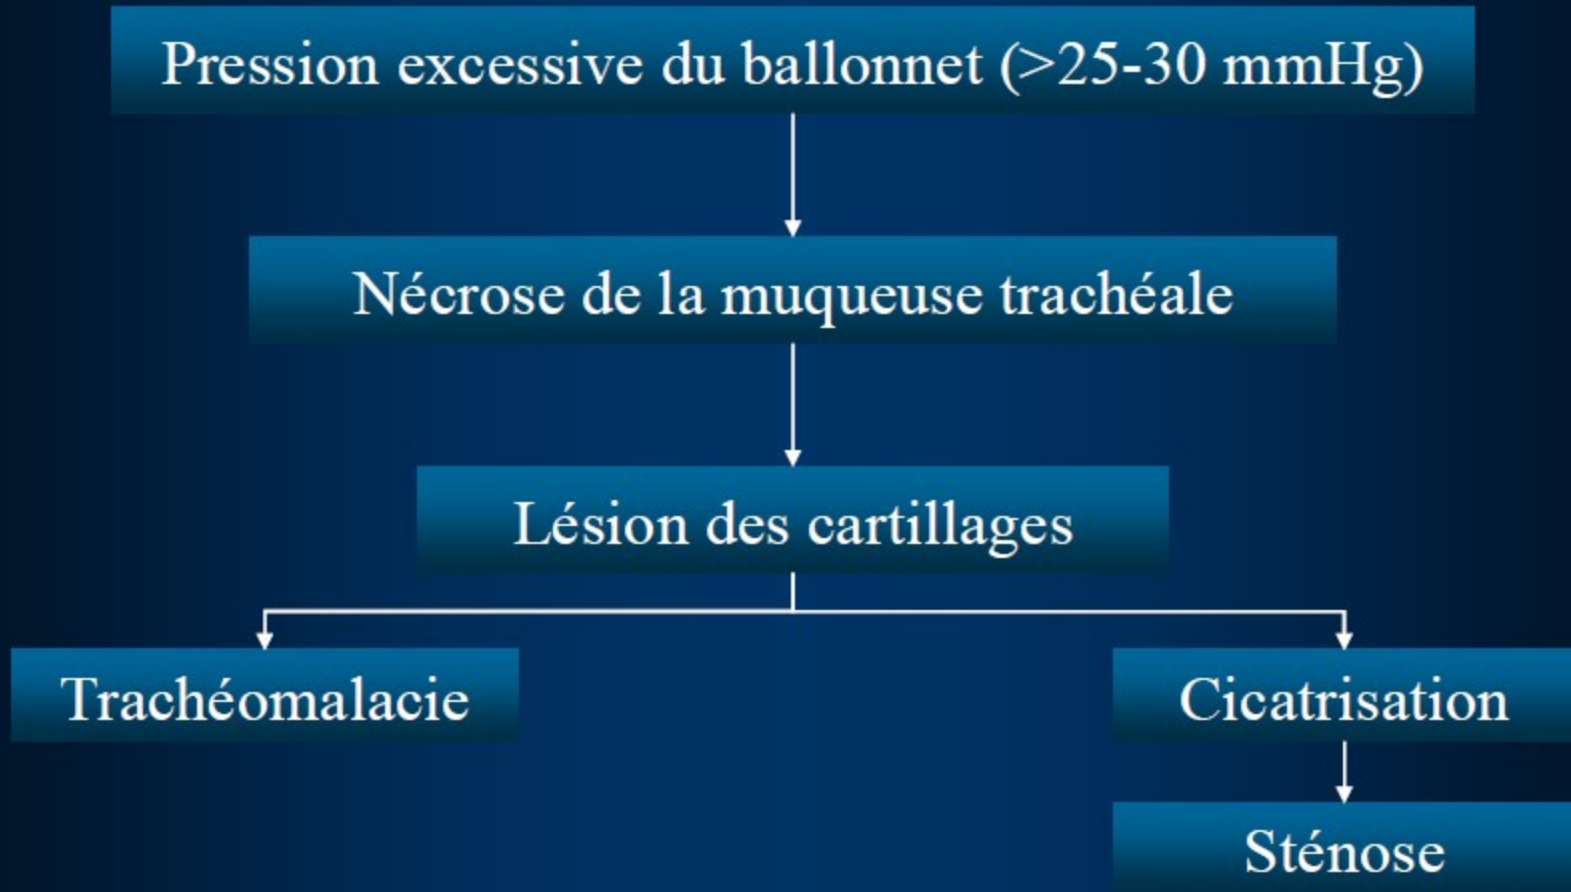 Pression excessive du ballonnet (>25-30 mmHg)
Nécrose de la muqueuse trachéale
Lésion des cartillages
Trachéomalacie
Cicatrisation
Sténose